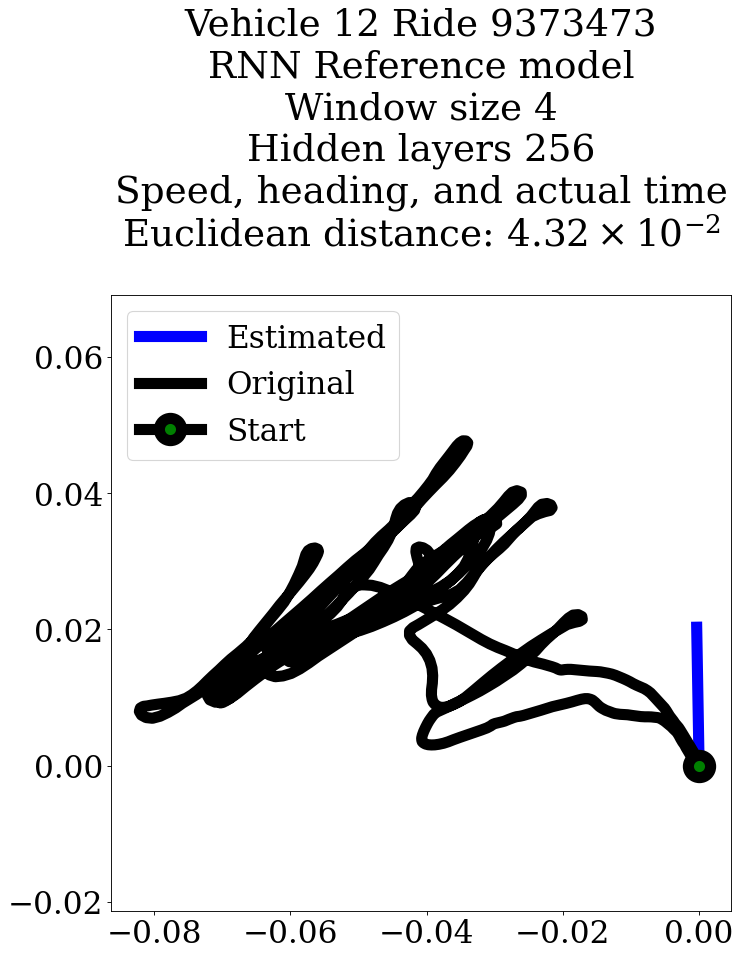 Vehicle 12 Ride 9373473
RNN Reference model
Window size 4
Hidden layers 256
Speed, heading, and actual time
Euclidean distance: 4.32 × 10⁻²
Estimated
Original
Start
0.06
0.04
0.02
0.00
−0.02
−0.08
−0.06
−0.04
−0.02
0.00